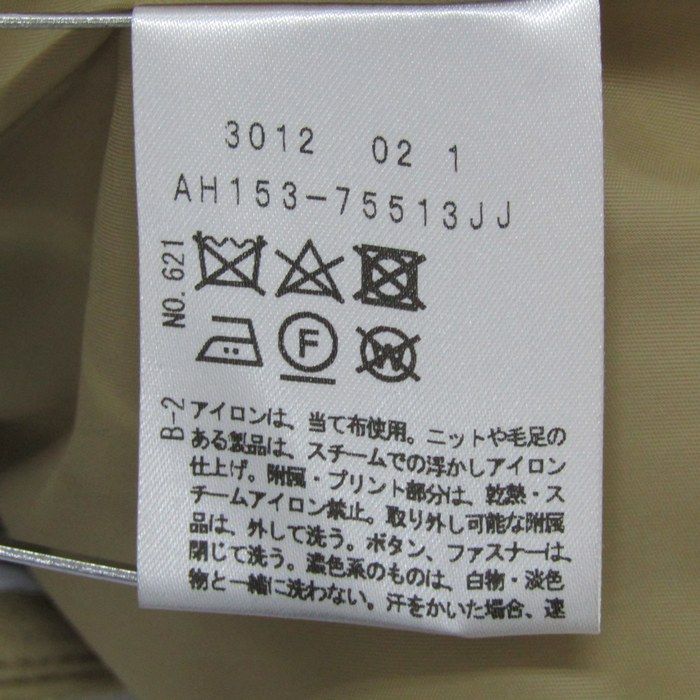 3012 02 1
AH153-75513JJ
NO.621
F
W
B-2
アイロンは、当て布使用。ニットや毛足の
ある製品は、スチームでの浮かしアイロン
仕上げ。附属・プリント部分は、乾熱・ス
チームアイロン禁止。取り外し可能な附属
品は、外して洗う。ボタン、ファスナーは、
閉じて洗う。濃色系のものは、白物・淡色
物と一緒に洗わない。汗をかいた場合、速